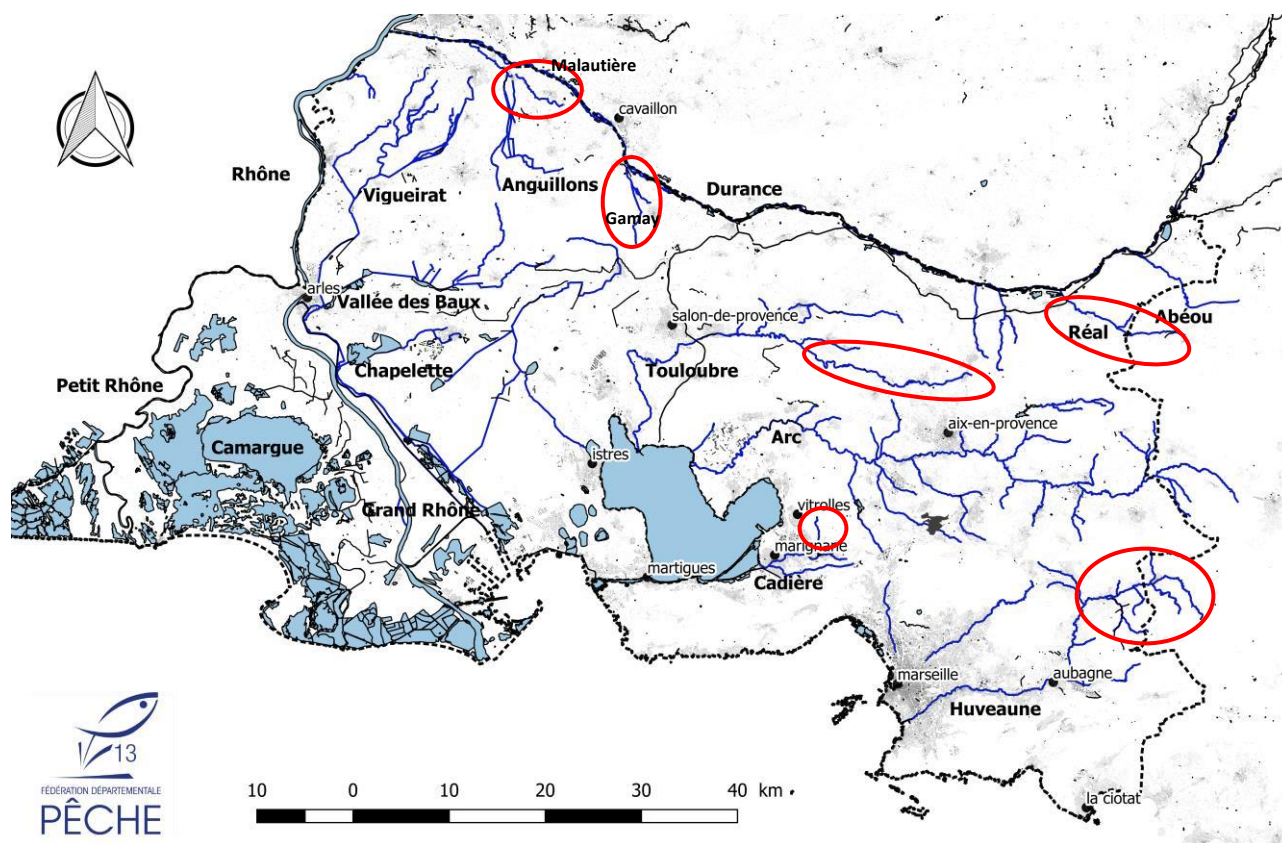 Malautière
cavaillon
Rhône
Vigueirat
Anguillons
Durance
Gamay
arles
Vallée des Baux
salon-de-provence
Réal
Abéou
Petit Rhône
Chapelette
Touloubre
Camargue
istres
Arc
aix-en-provence
Grand Rhône
vitrolles
marignane
martigues
Cadière
marseille
aubagne
Huveaune
la ciotat
13
FÉDÉRATION DÉPARTEMENTALE
PÊCHE
10 0 10 20 30 40 km